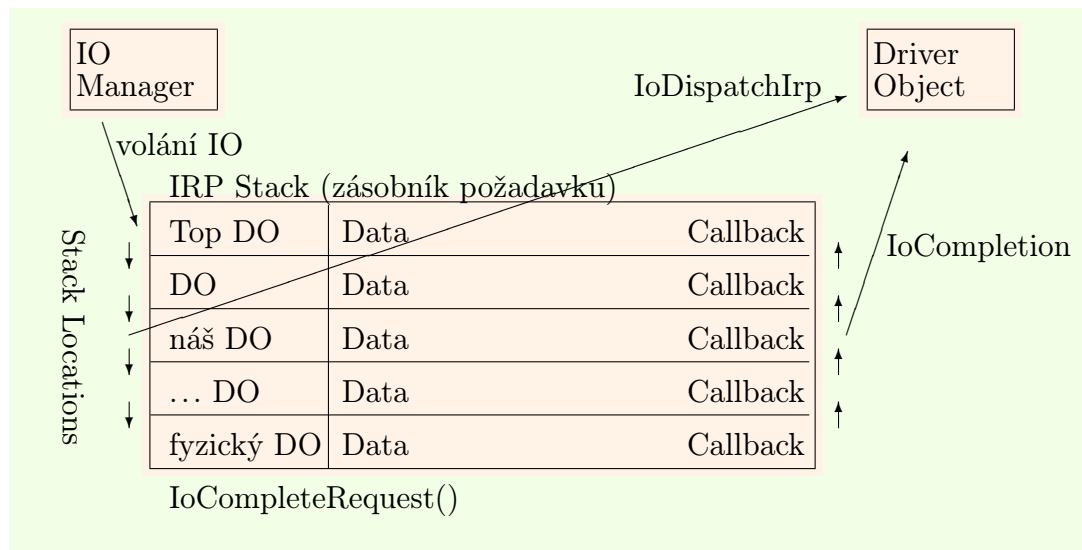 IO
Manager
Driver
Object
IoDispatchIrp
volání IO
IRP Stack (zásobník požadavku)
Top DO Data Callback
DO Data Callback
náš DO Data Callback
... DO Data Callback
fyzický DO Data Callback
Stack Locations
IoCompletion
IoCompleteRequest()